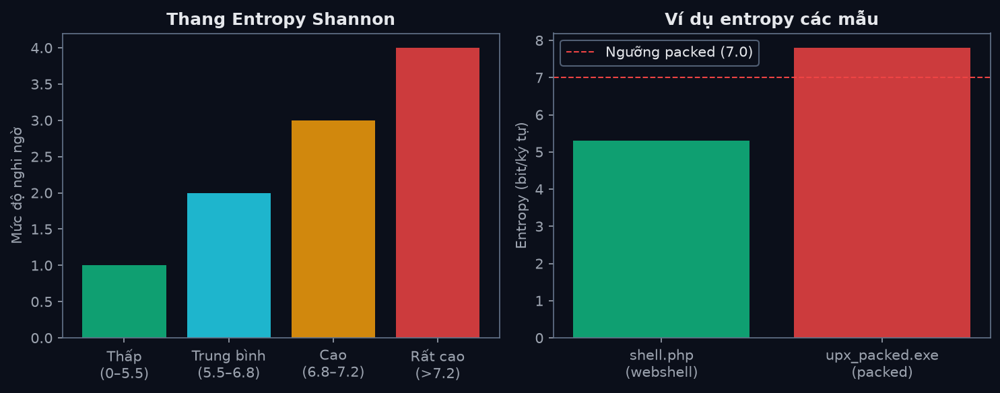 Thang Entropy Shannon
Mức độ nghi ngờ
4.0
3.5
3.0
2.5
2.0
1.5
1.0
0.5
0.0
Thấp
(0–5.5)
Trung bình
(5.5–6.8)
Cao
(6.8–7.2)
Rất cao
(>7.2)
Ví dụ entropy các mẫu
Entropy (bit/ký tự)
8
7
6
5
4
3
2
1
0
Ngưỡng packed (7.0)
shell.php
(webshell)
upx_packed.exe
(packed)